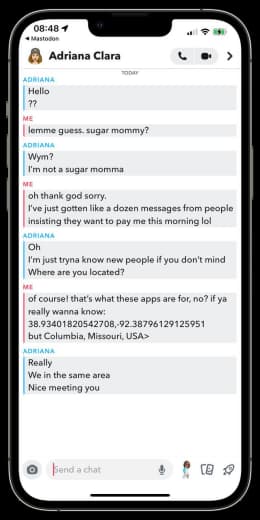 08:48
Mastodon
Adriana Clara
TODAY
ADRIANA
Hello
??
ME
lemme guess. sugar mommy?
ADRIANA
Wym?
I'm not a sugar momma
ME
oh thank god sorry.
I've just gotten like a dozen messages from people
insisting they want to pay me this morning lol
ADRIANA
Oh
I'm just tryna know new people if you don't mind
Where are you located?
ME
of course! that's what these apps are for, no? if ya
really wanna know:
38.93401820542708,-92.38796129125951
but Columbia, Missouri, USA>
ADRIANA
Really
We in the same area
Nice meeting you
Send a chat